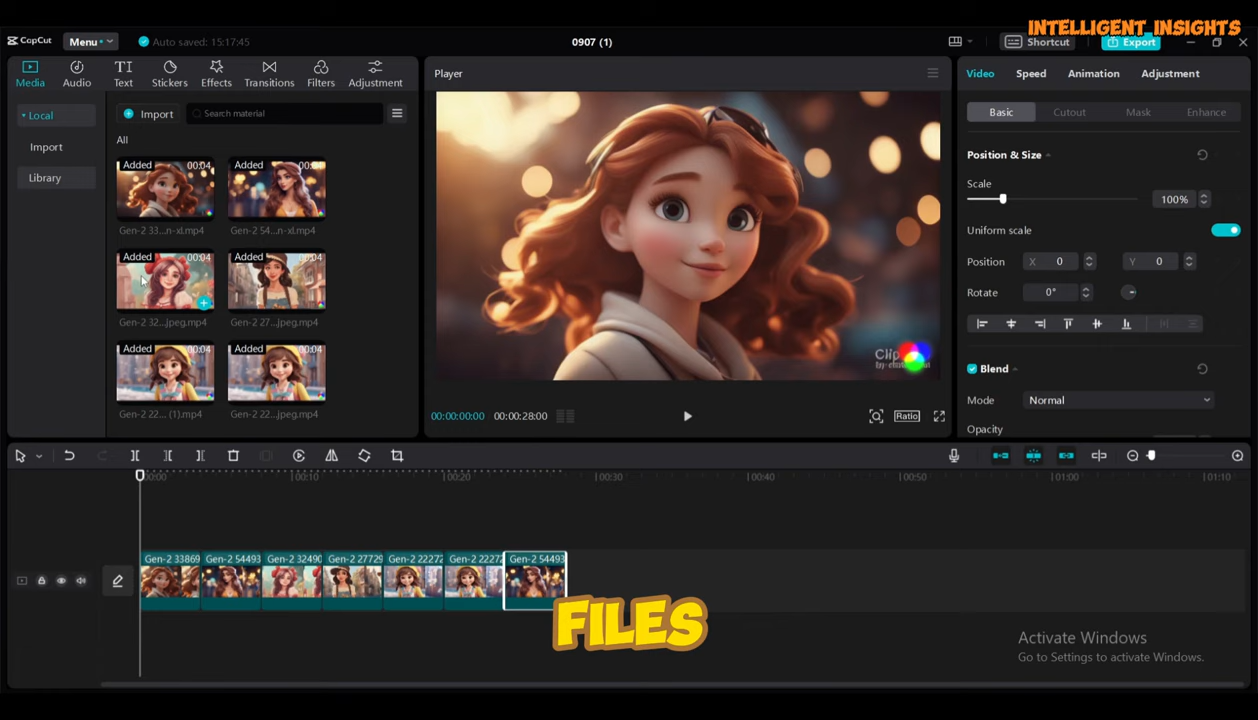 INTELLIGENT INSIGHTS
CapCut
Menu
Auto saved: 15:17:45
0907 (1)
Shortcut
Export
Media
Audio
Text
Stickers
Effects
Transitions
Filters
Adjustment
Local
Import
Library
Import
Search material
All
Added 00:04
Added 00:04
Gen-2 33...n-xl.mp4
Gen-2 54...n-xl.mp4
Added 00:04
Added 00:04
Gen-2 32...jpeg.mp4
Gen-2 27...jpeg.mp4
Added 00:04
Added 00:04
Gen-2 22... (1).mp4
Gen-2 22...jpeg.mp4
Player
Clip
00:00:00:00
00:00:28:00
Ratio
Video
Speed
Animation
Adjustment
Basic
Cutout
Mask
Enhance
Position & Size
Scale
100%
Uniform scale
Position X 0 Y 0
Rotate 0°
Blend
Mode Normal
Opacity
00:00
00:10
00:20
00:30
00:40
00:50
01:00
01:10
Gen-2 33869
Gen-2 54493
Gen-2 32490
Gen-2 27729
Gen-2 22272
Gen-2 22272
Gen-2 54493
FILES
Activate Windows
Go to Settings to activate Windows.